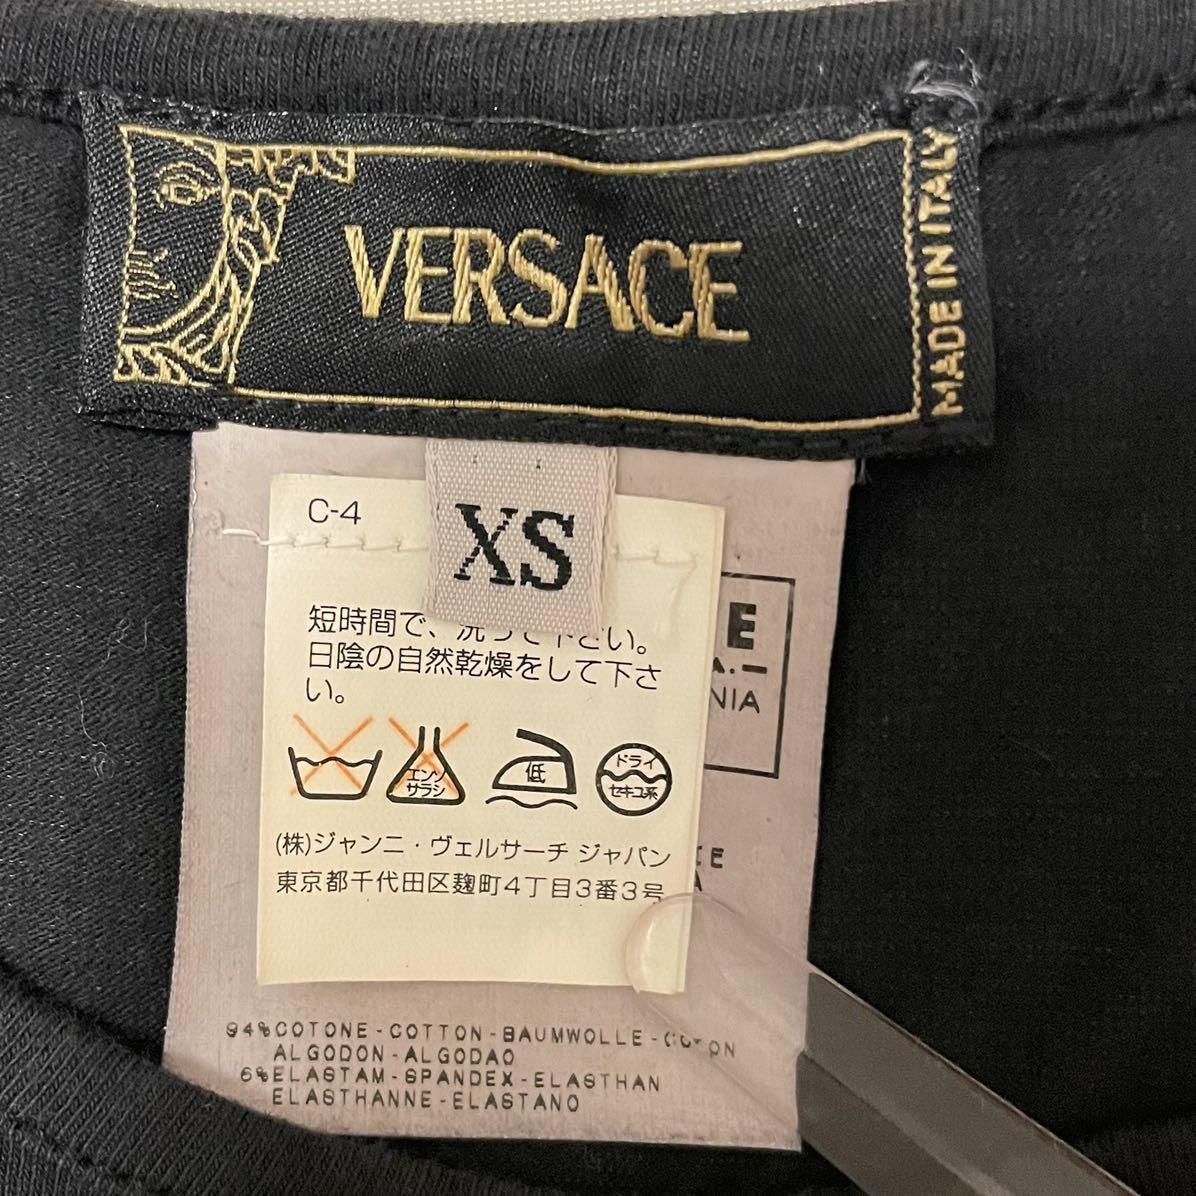 VERSACE
MADE IN ITALY
C-4
XS
短時間で、洗って下さい。
日陰の自然乾燥をして下さ
い。
エンソ
サラシ
低
ドライ
セキユ系
(株)ジャンニ・ヴェルサーチ ジャパン
東京都千代田区麹町4丁目3番3号
94%COTONE-COTTON-BAUMWOLLE-COTON
ALGODON-ALGODAO
6%ELASTAM-SPANDEX-ELASTHAN
ELASTHANNE-ELASTANO